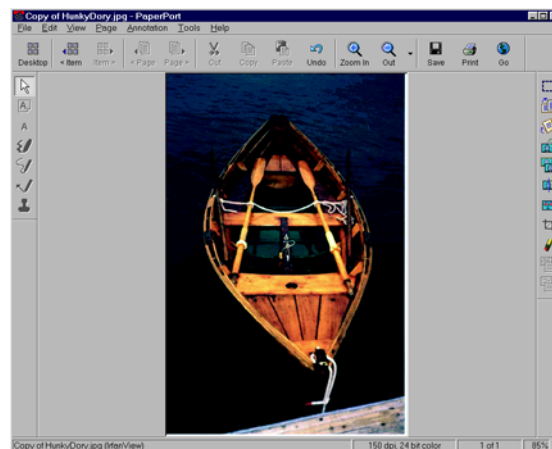 Copy of HunkyDory.jpg - PaperPort
File Edit View Page Annotation Tools Help
Desktop < Item Item > < Page Page > Cut Copy Paste Undo Zoom In Out Save Print Go
A
A
Copy of HunkyDory.jpg (IrfanView) 150 dpi, 24 bit color 1 of 1 85%